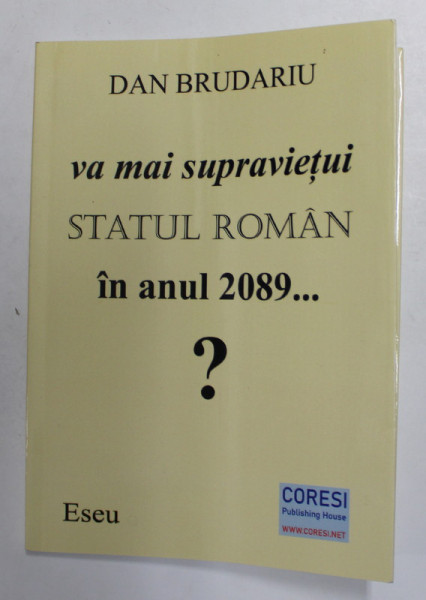 DAN BRUDARIU
va mai supraviețui
STATUL ROMÂN
în anul 2089...
?
Eseu
CORESI
Publishing House
WWW.CORESI.NET